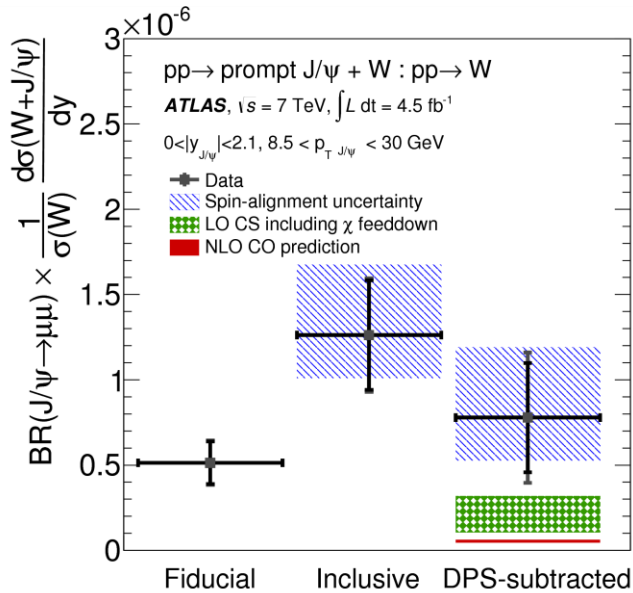 ×10⁻⁶
3
2.5
2
1.5
1
0.5
0
BR(J/ψ→μμ) × 1/σ(W) dσ(W+J/ψ)/dy
pp→ prompt J/ψ + W : pp→ W
ATLAS, √s = 7 TeV, ∫L dt = 4.5 fb⁻¹
0<|y_J/ψ|<2.1, 8.5 < p_T J/ψ < 30 GeV
Data
Spin-alignment uncertainty
LO CS including χ feeddown
NLO CO prediction
Fiducial Inclusive DPS-subtracted